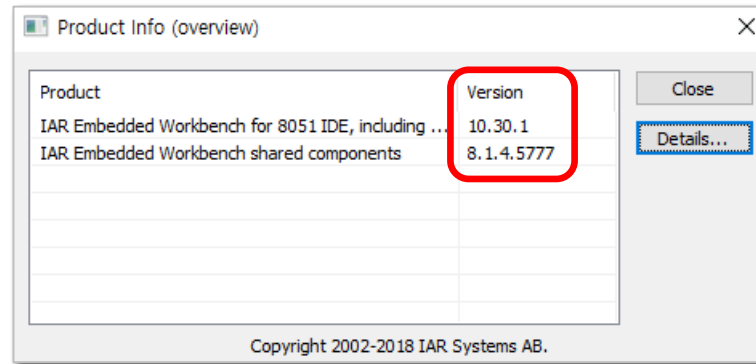 Product Info (overview)
Product Version
IAR Embedded Workbench for 8051 IDE, including ... 10.30.1
IAR Embedded Workbench shared components 8.1.4.5777
Close
Details...
Copyright 2002-2018 IAR Systems AB.